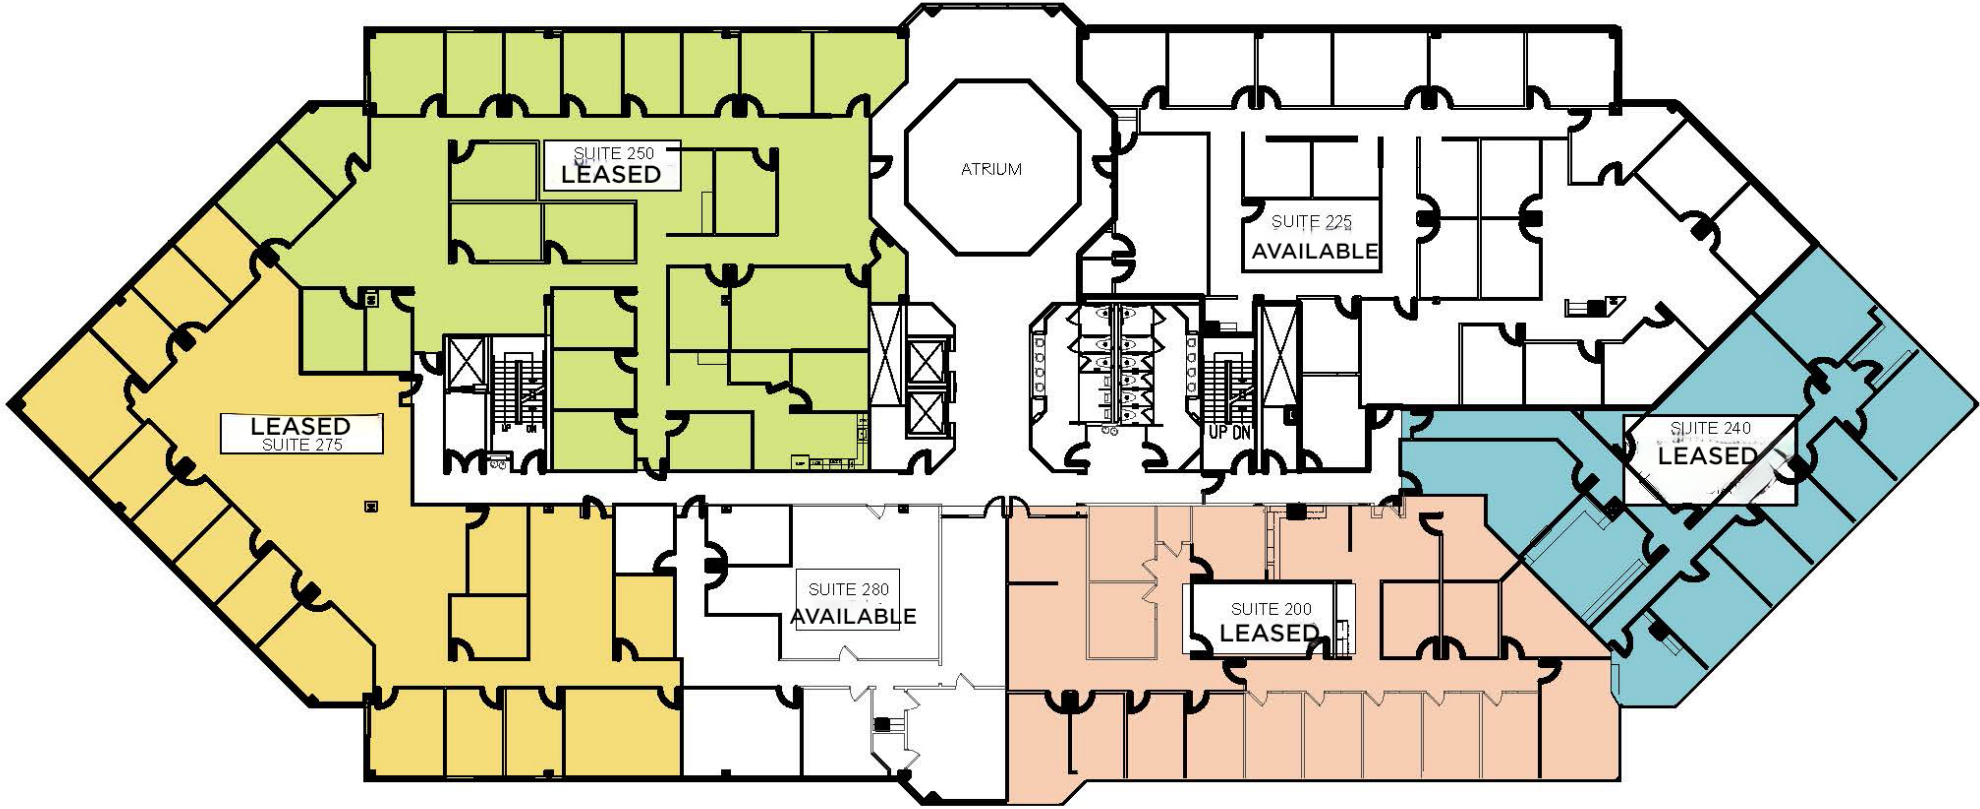 SUITE 250
LEASED
ATRIUM
SUITE 225
AVAILABLE
LEASED
SUITE 275
UP DN
UP DN
SUITE 240
LEASED
SUITE 280
AVAILABLE
SUITE 200
LEASED